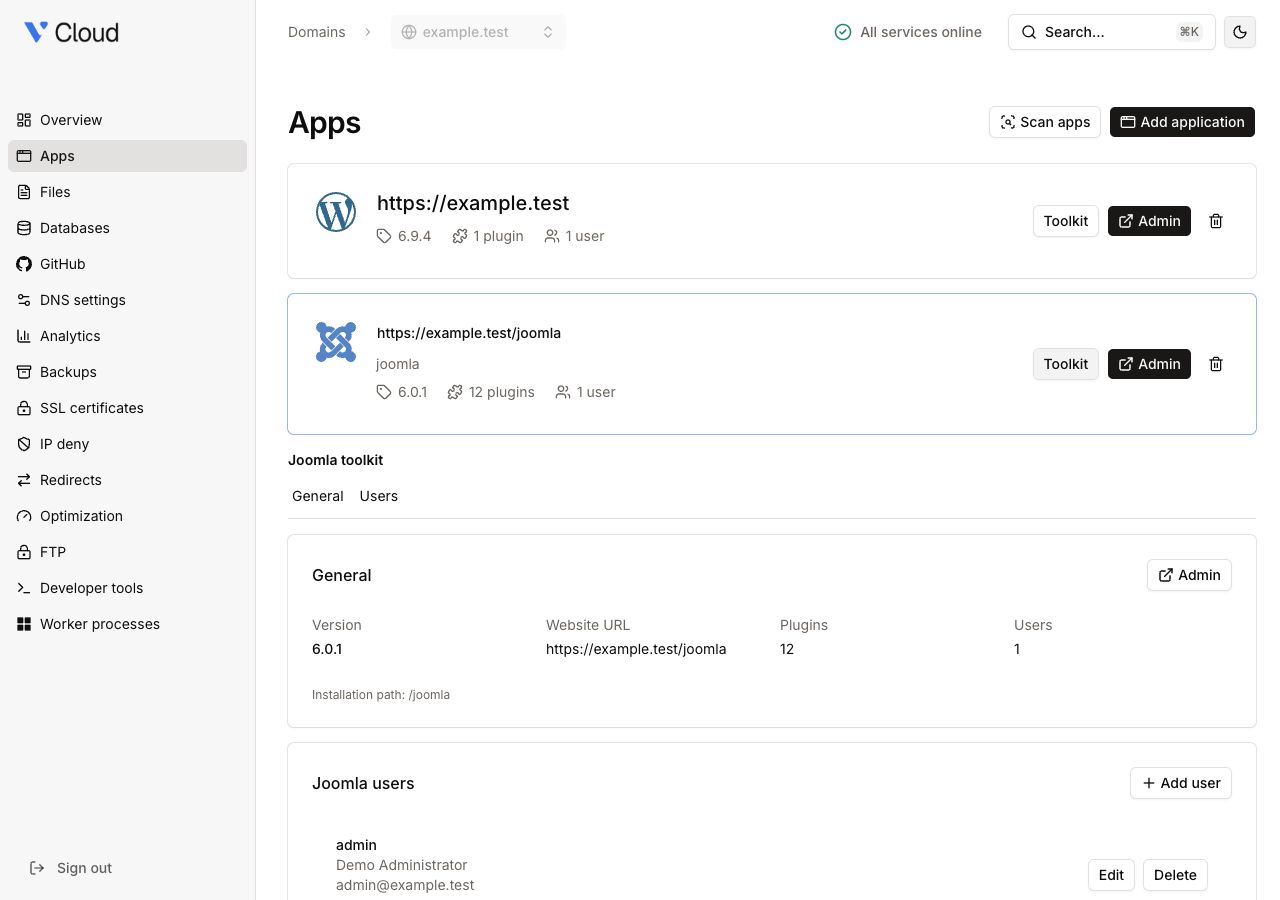 Cloud
Domains
example.test
All services online
Search...
⌘K
Overview
Apps
Files
Databases
GitHub
DNS settings
Analytics
Backups
SSL certificates
IP deny
Redirects
Optimization
FTP
Developer tools
Worker processes
Sign out
Apps
Scan apps
Add application
https://example.test
6.9.4 1 plugin 1 user
Toolkit
Admin
https://example.test/joomla
joomla
6.0.1 12 plugins 1 user
Toolkit
Admin
Joomla toolkit
General Users
General
Admin
Version Website URL Plugins Users
6.0.1 https://example.test/joomla 12 1
Installation path: /joomla
Joomla users
Add user
admin
Demo Administrator
admin@example.test
Edit
Delete